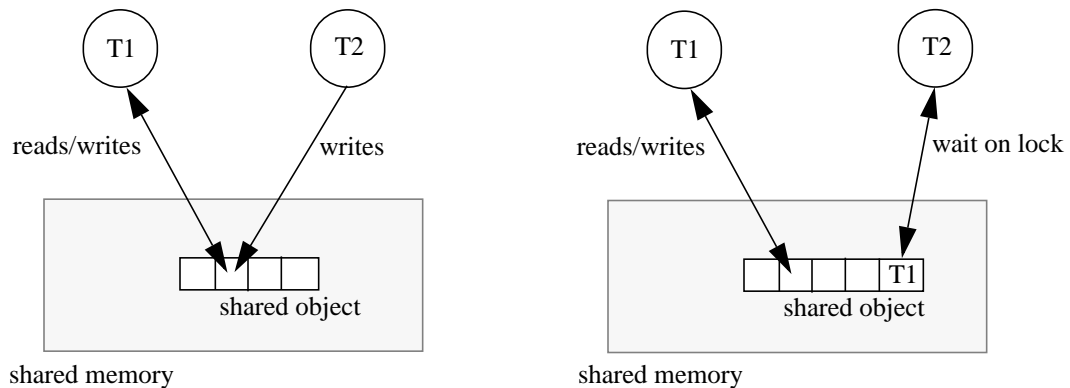 T1
T2
reads/writes
writes
shared object
shared memory
T1
T2
reads/writes
wait on lock
T1
shared object
shared memory